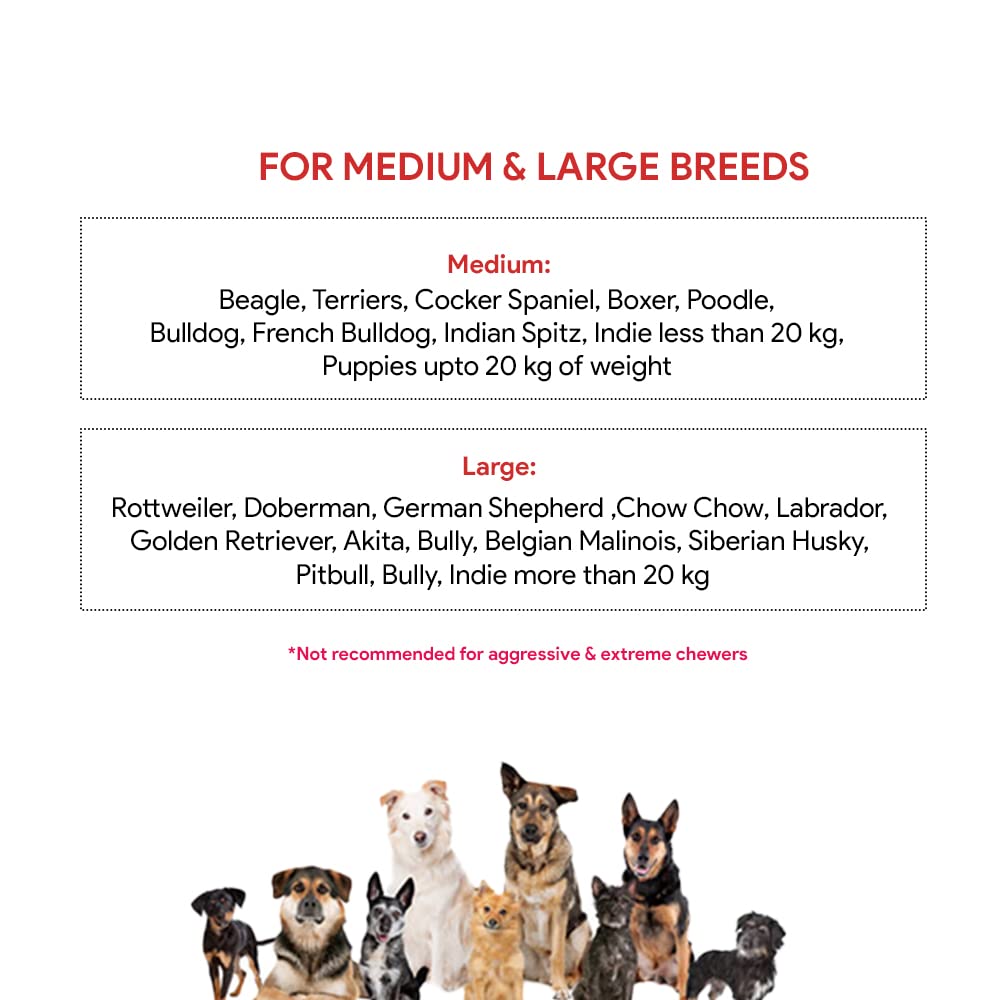 FOR MEDIUM & LARGE BREEDS
Medium:
Beagle, Terriers, Cocker Spaniel, Boxer, Poodle,
Bulldog, French Bulldog, Indian Spitz, Indie less than 20 kg,
Puppies upto 20 kg of weight
Large:
Rottweiler, Doberman, German Shepherd ,Chow Chow, Labrador,
Golden Retriever, Akita, Bully, Belgian Malinois, Siberian Husky,
Pitbull, Bully, Indie more than 20 kg
*Not recommended for aggressive & extreme chewers